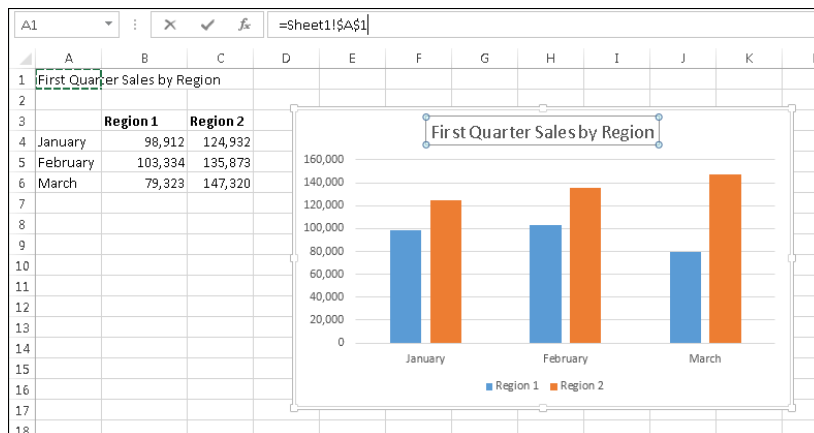 A1 fx =Sheet1!$A$1
A B C D E F G H I J K
1 First Quarter Sales by Region
2
3 Region 1 Region 2
4 January 98,912 124,932
5 February 103,334 135,873
6 March 79,323 147,320
7
8
9
10
11
12
13
14
15
16
17
18
First Quarter Sales by Region
160,000
140,000
120,000
100,000
80,000
60,000
40,000
20,000
0
January February March
Region 1 Region 2